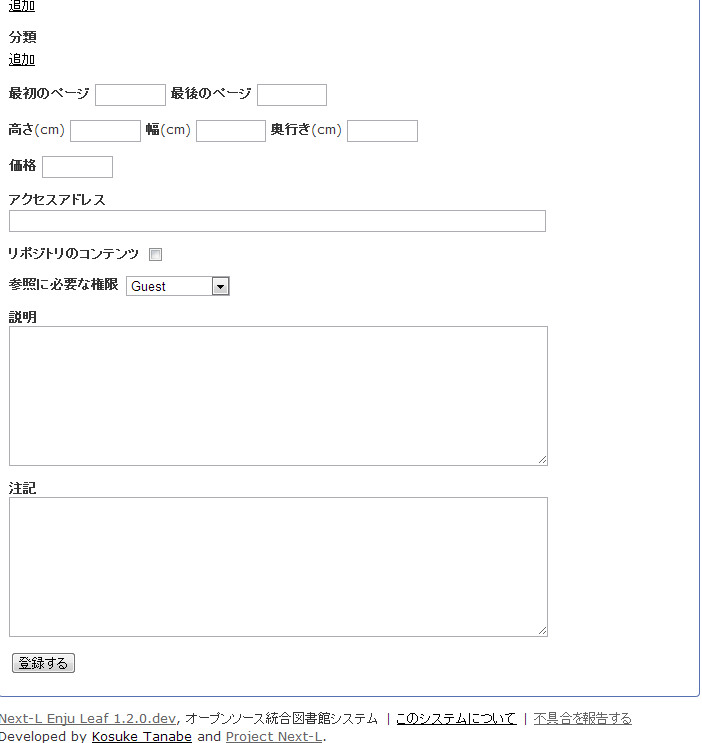 追加
分類
追加
最初のページ 最後のページ
高さ(cm) 幅(cm) 奥行き(cm)
価格
アクセスアドレス
リポジトリのコンテンツ
参照に必要な権限 Guest
説明
注記
登録する
Next-L Enju Leaf 1.2.0.dev, オープンソース統合図書館システム | このシステムについて | 不具合を報告する
Developed by Kosuke Tanabe and Project Next-L.